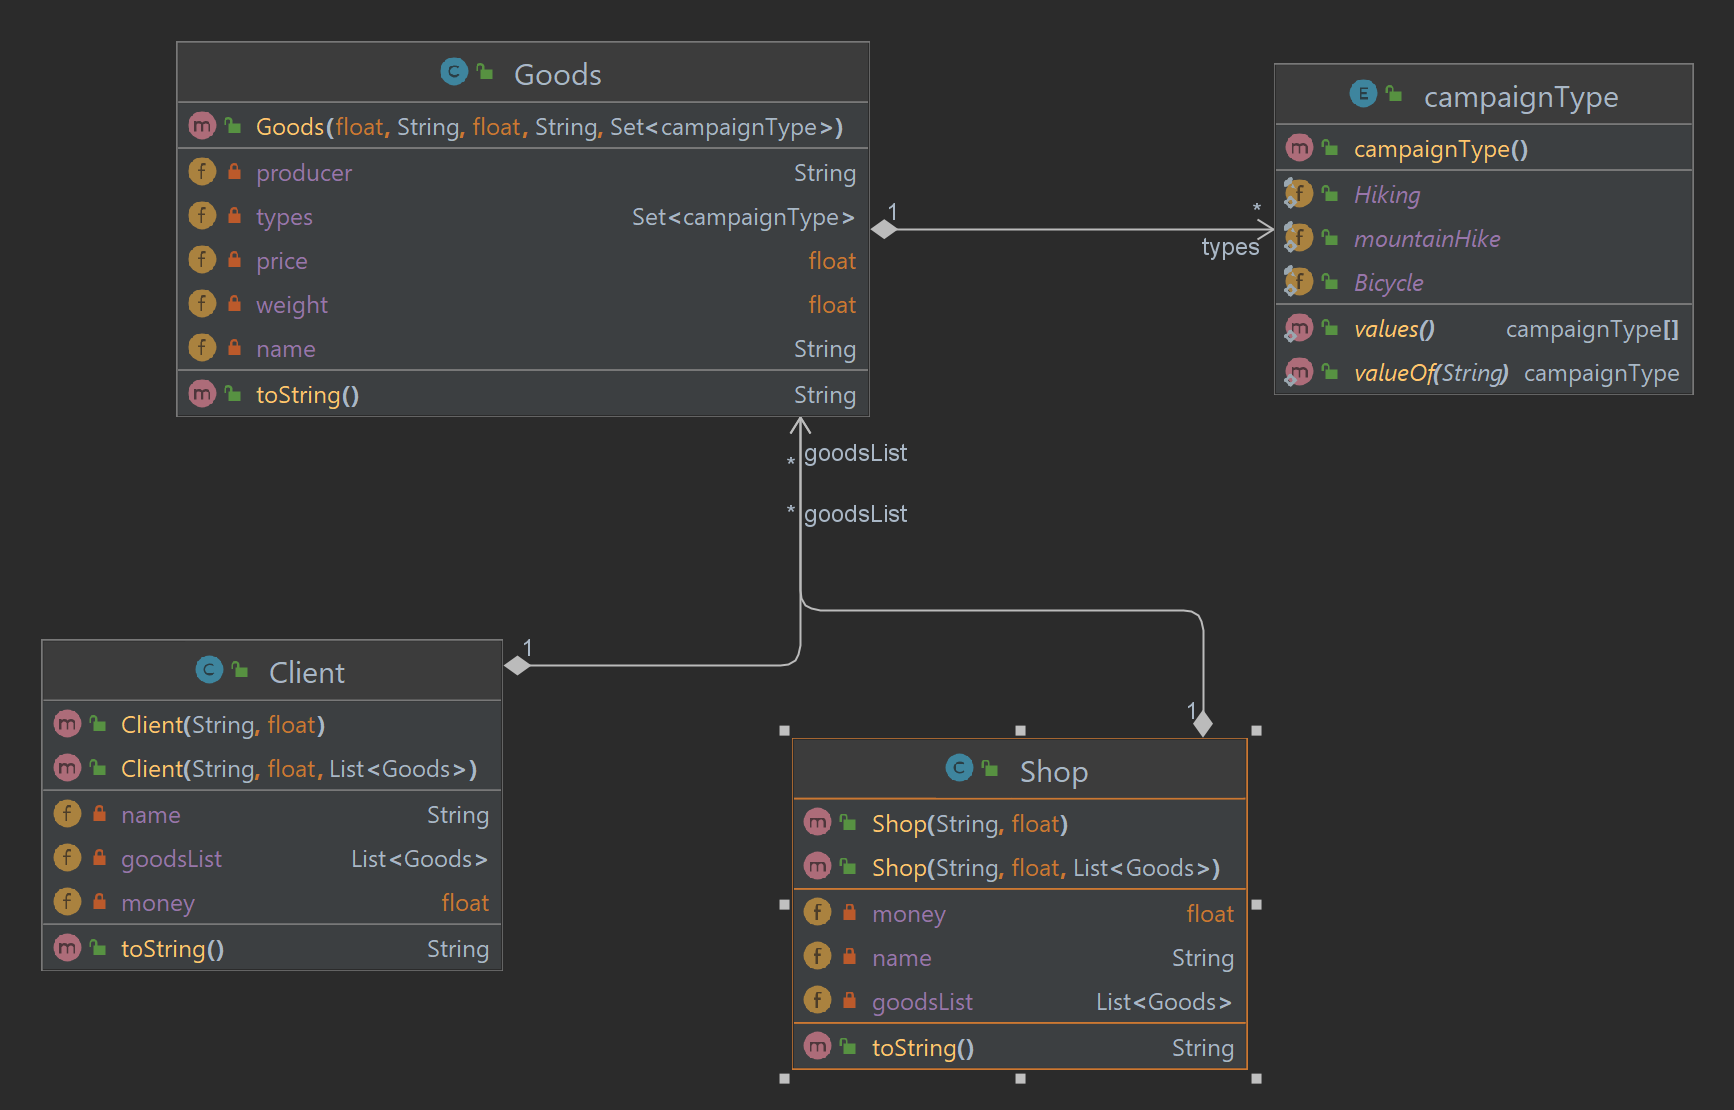 C Goods
m Goods(float, String, float, String, Set<campaignType>)
f producer String
f types Set<campaignType>
f price float
f weight float
f name String
m toString() String
1
*
types
E campaignType
m campaignType()
f Hiking
f mountainHike
f Bicycle
m values() campaignType[]
m valueOf(String) campaignType
* goodsList
* goodsList
1
C Client
m Client(String, float)
m Client(String, float, List<Goods>)
f name String
f goodsList List<Goods>
f money float
m toString() String
1
C Shop
m Shop(String, float)
m Shop(String, float, List<Goods>)
f money float
f name String
f goodsList List<Goods>
m toString() String